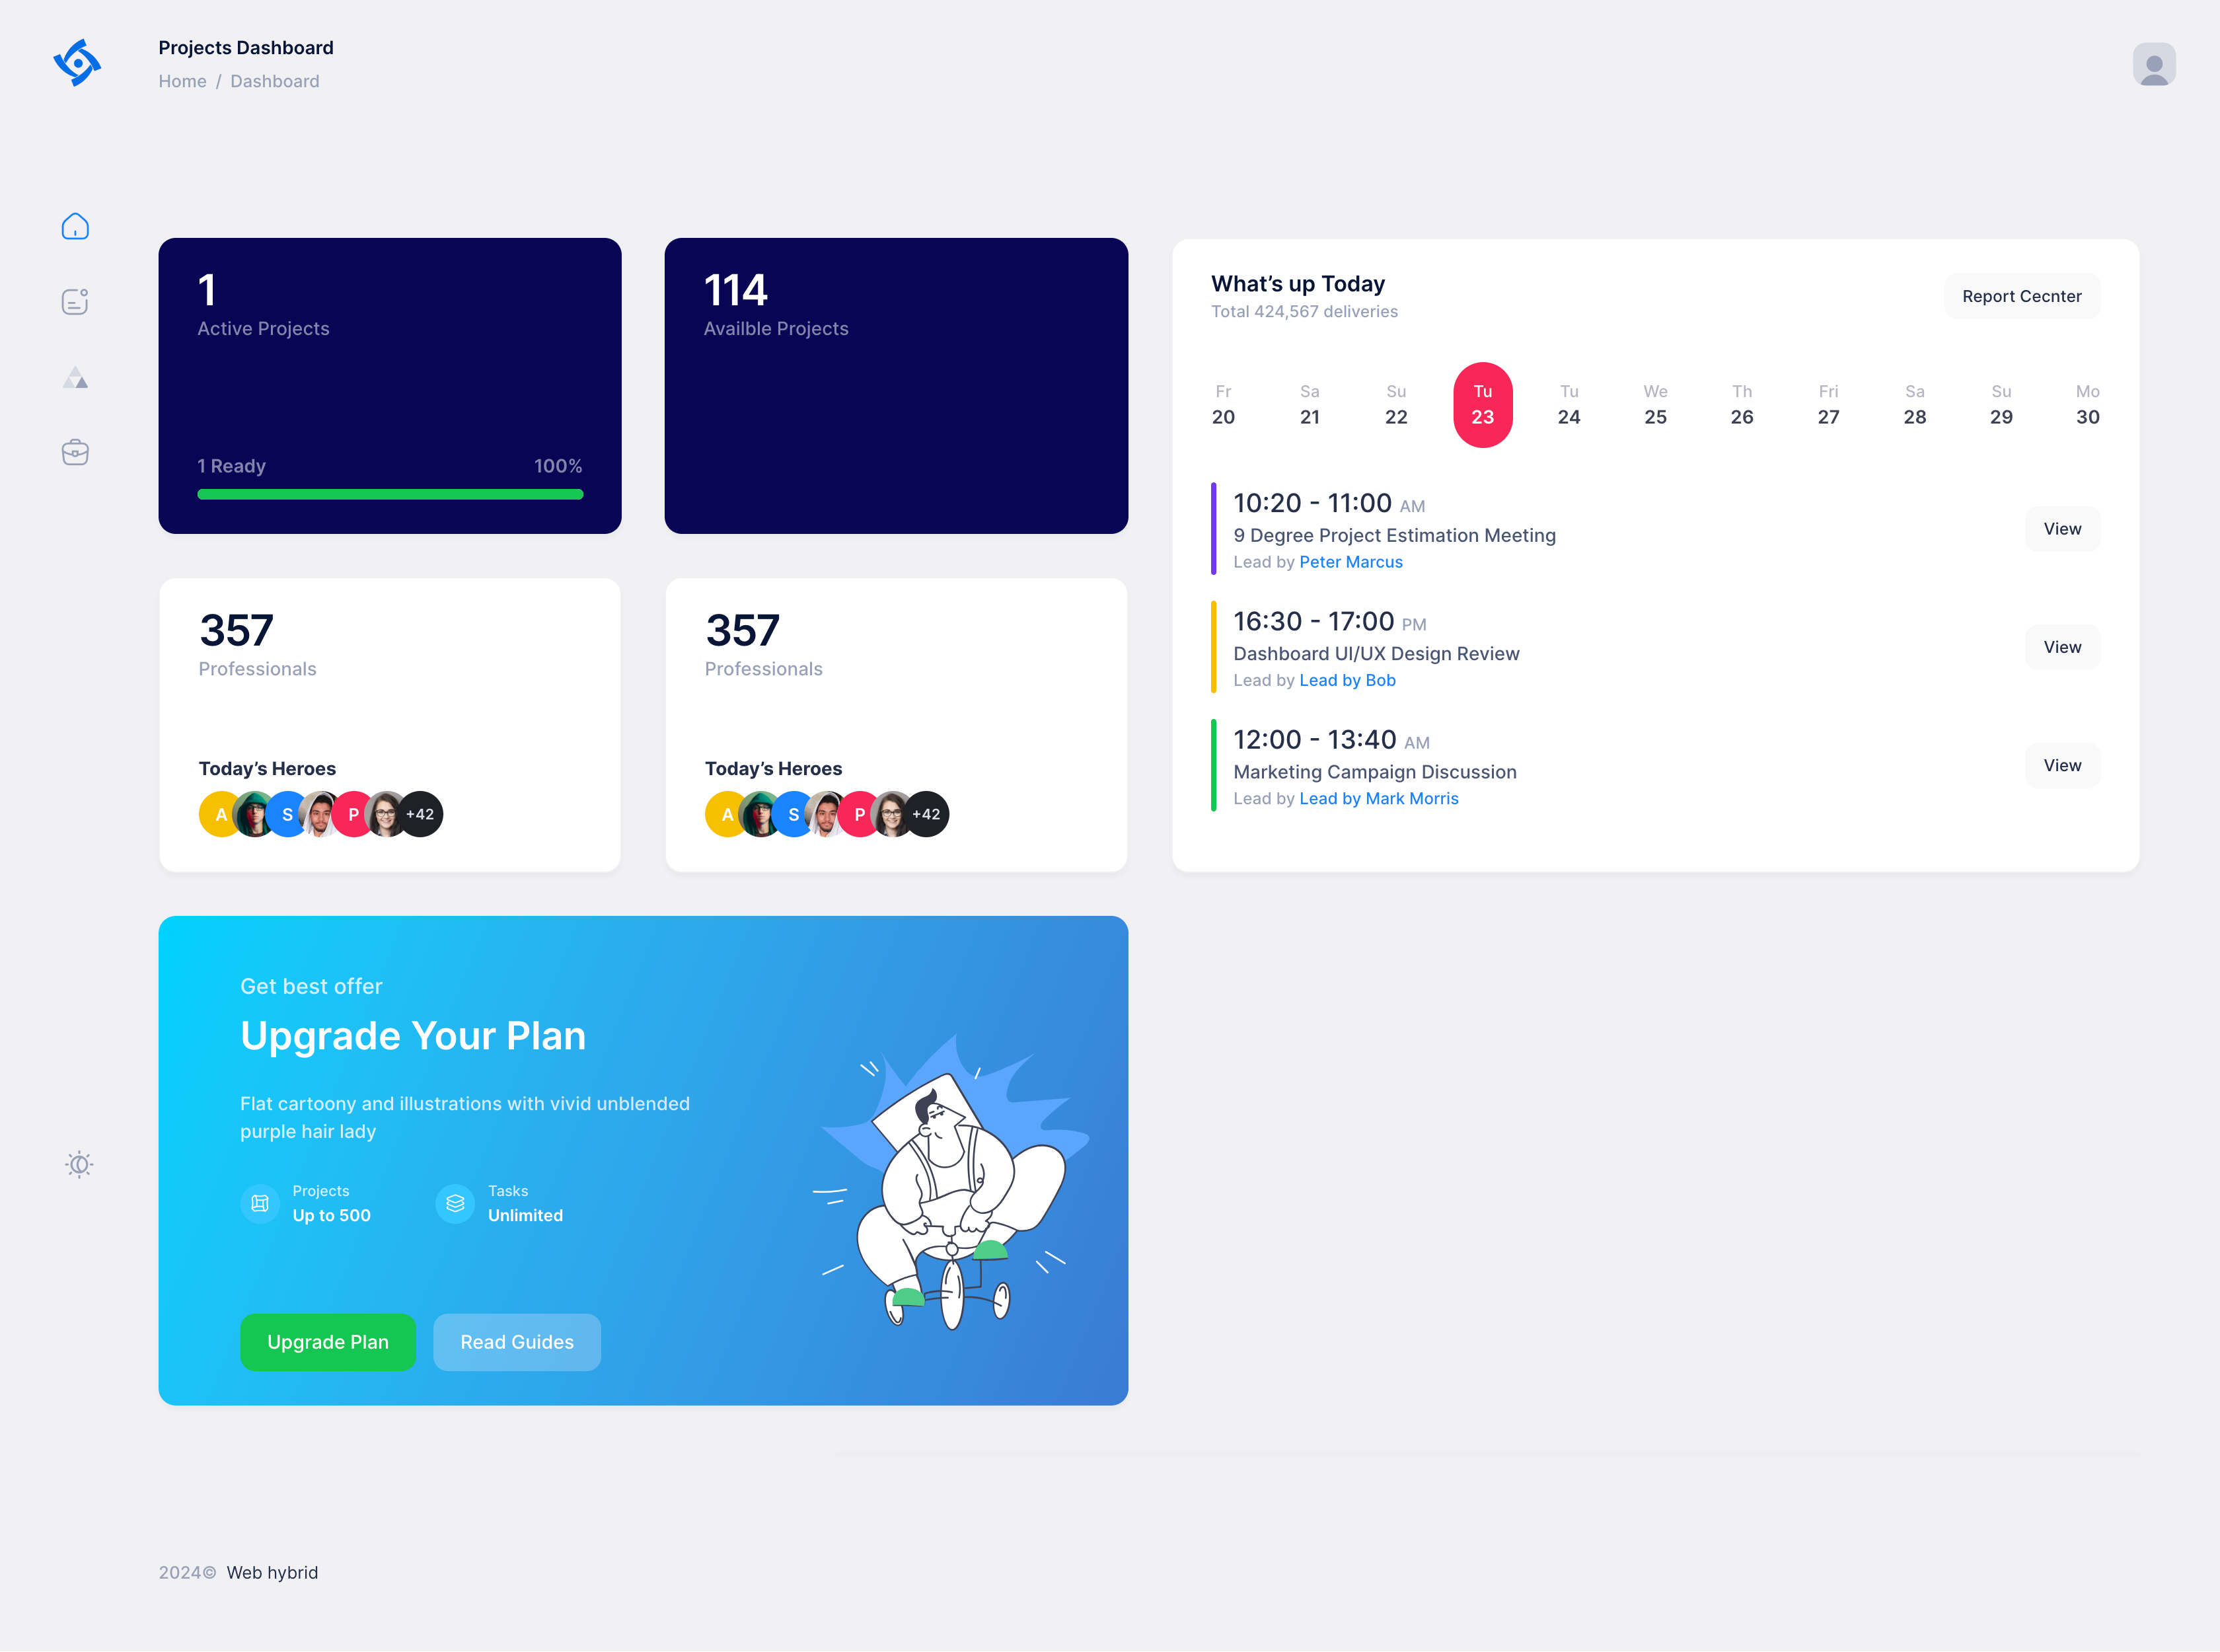 Projects Dashboard
Home / Dashboard
1
Active Projects
1 Ready 100%
114
Availble Projects
357
Professionals
Today's Heroes
A S P +42
357
Professionals
Today's Heroes
A S P +42
What's up Today
Total 424,567 deliveries
Report Cecnter
Fr Sa Su Tu Tu We Th Fri Sa Su Mo
20 21 22 23 24 25 26 27 28 29 30
10:20 - 11:00 AM
9 Degree Project Estimation Meeting
Lead by Peter Marcus
View
16:30 - 17:00 PM
Dashboard UI/UX Design Review
Lead by Lead by Bob
View
12:00 - 13:40 AM
Marketing Campaign Discussion
Lead by Lead by Mark Morris
View
Get best offer
Upgrade Your Plan
Flat cartoony and illustrations with vivid unblended
purple hair lady
Projects
Up to 500
Tasks
Unlimited
Upgrade Plan
Read Guides
2024© Web hybrid